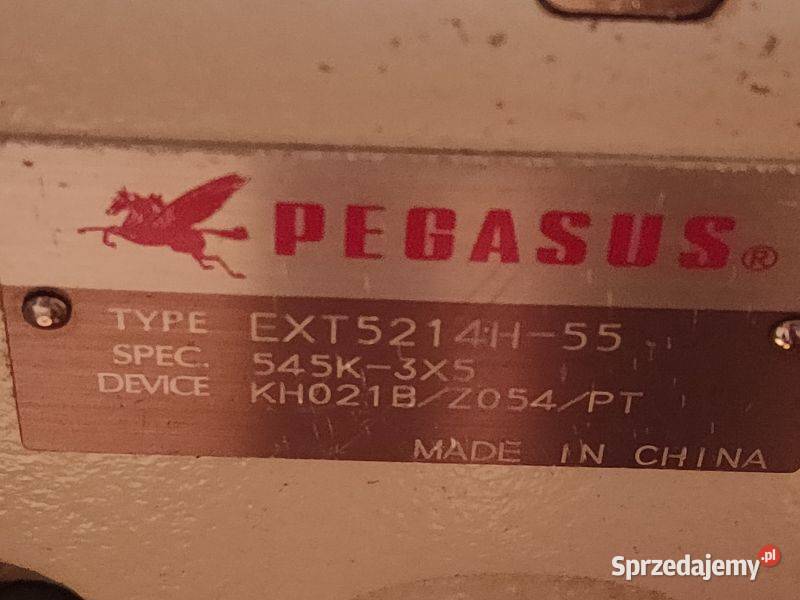 PEGASUS®
TYPE EXT5214H-55
SPEC. 545K-3X5
DEVICE KH021B/Z054/PT
MADE IN CHINA
Sprzedajemy.pl